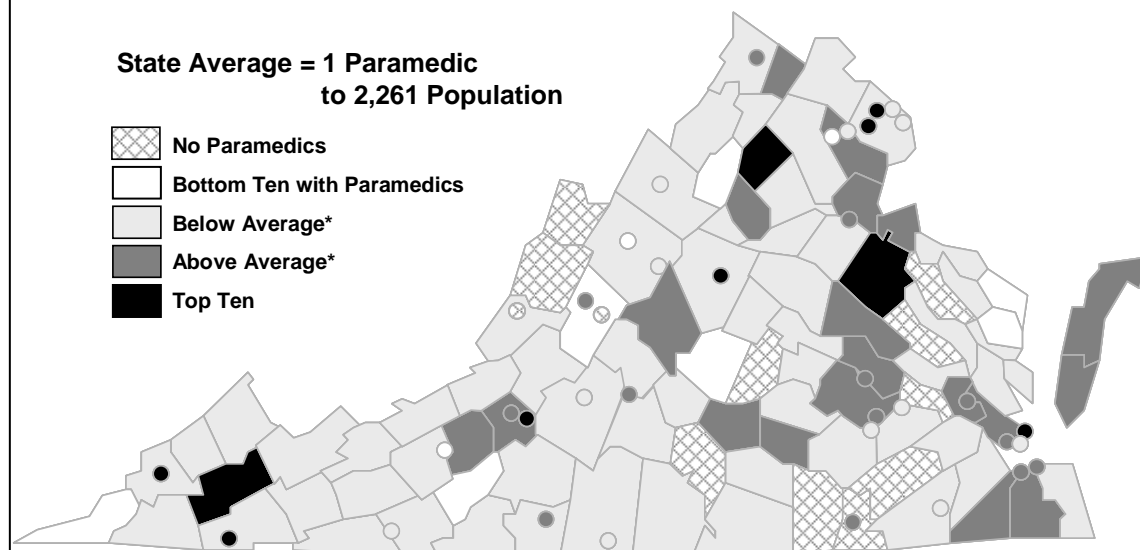 State Average = 1 Paramedic
to 2,261 Population
No Paramedics
Bottom Ten with Paramedics
Below Average*
Above Average*
Top Ten